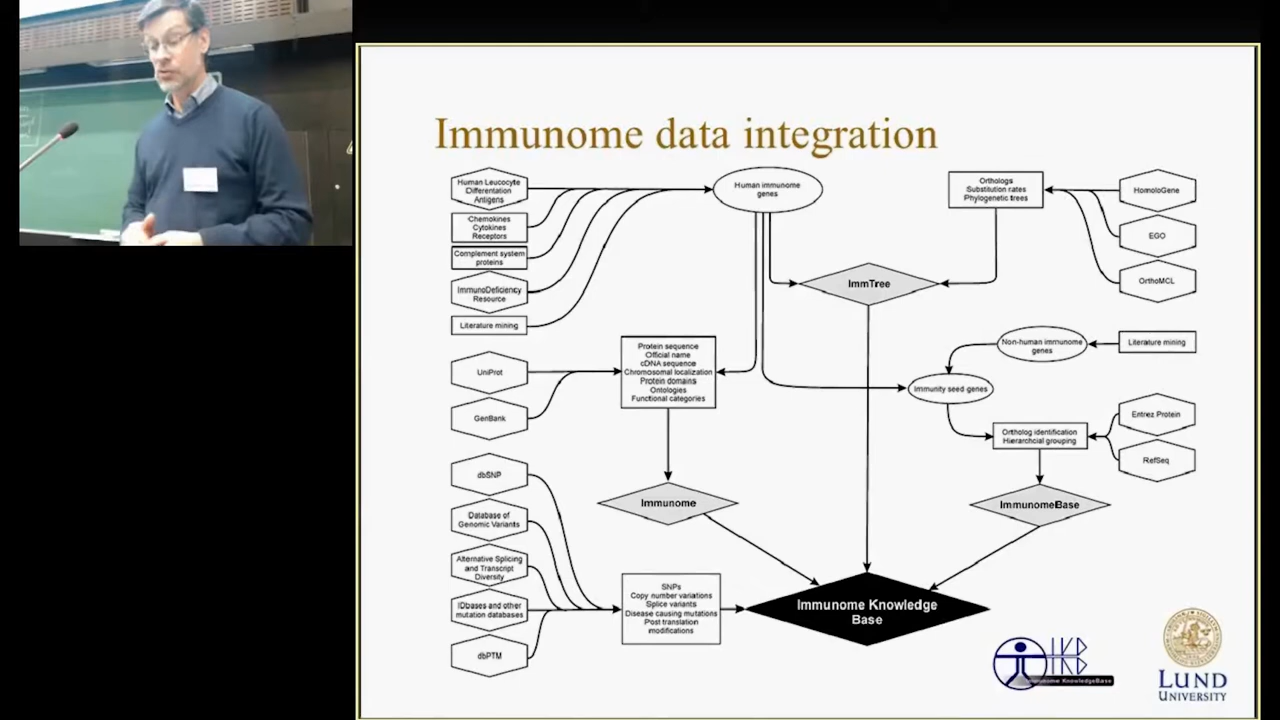 Immunome data integration
Human Leucocyte
Differentation
Antigens
Chemokines
Cytokines
Receptors
Complement system
proteins
ImmunoDeficiency
Resource
Literature mining
Human immunome
genes
Orthologs
Substitution rates
Phylogenetic trees
HomoloGene
EGO
OrthoMCL
ImmTree
UniProt
GenBank
Protein sequence
Official name
cDNA sequence
Chromosomal localization
Protein domains
Ontologies
Functional categories
Non-human immunome
genes
Literature mining
Immunity seed genes
Ortholog identification
Hierarchcial grouping
Entrez Protein
RefSeq
Immunome
ImmunomeBase
dbSNP
Database of
Genomic Variants
Alternative Splicing
and Transcript
Diversity
IDbases and other
mutation databases
dbPTM
SNPs
Copy number variations
Splice variants
Disease causing mutations
Post translation
modifications
Immunome Knowledge
Base
IKB
Immunome KnowledgeBase
LUND
UNIVERSITY